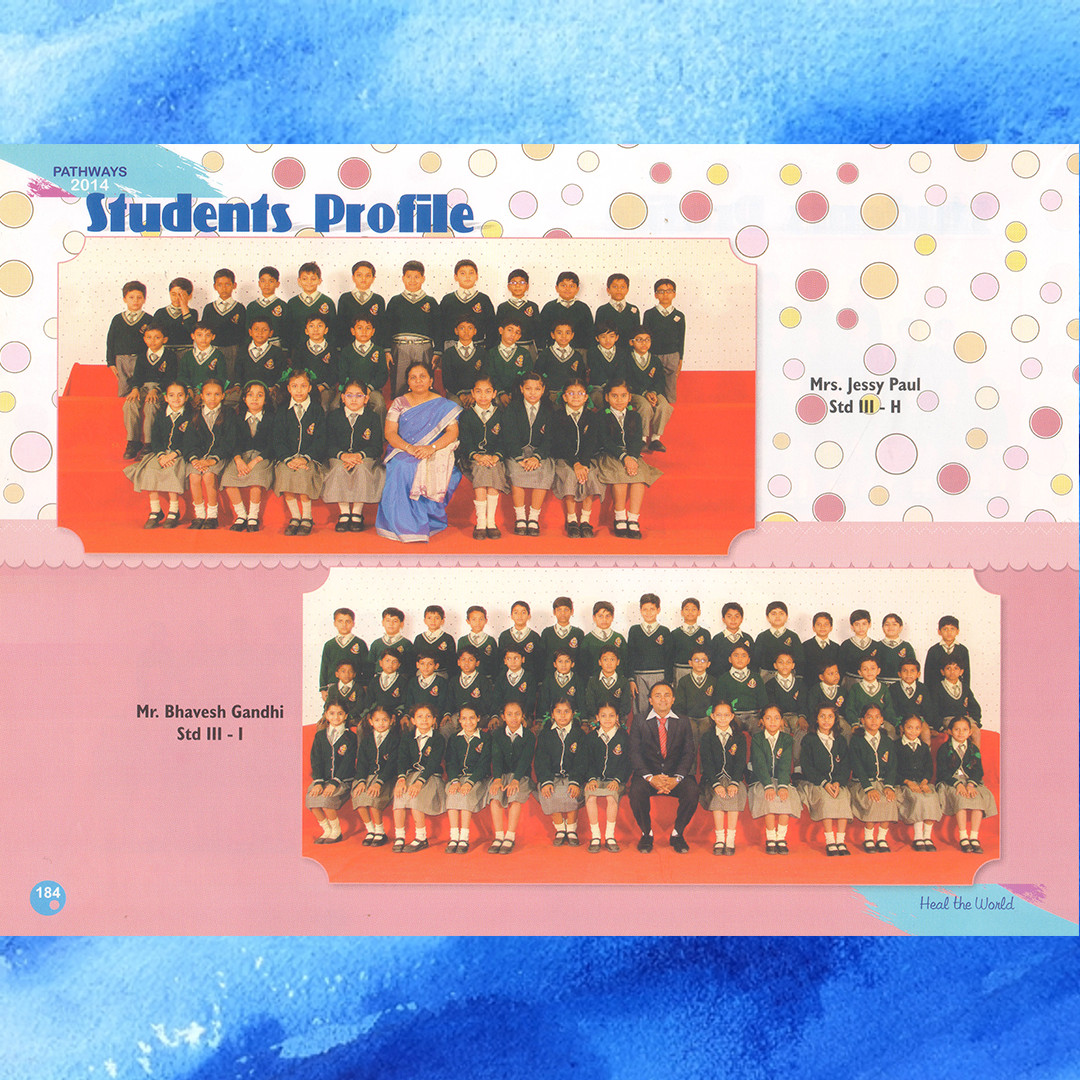 PATHWAYS
2014
Students Profile
Mrs. Jessy Paul
Std III - H
Mr. Bhavesh Gandhi
Std III - I
184
Heal the World